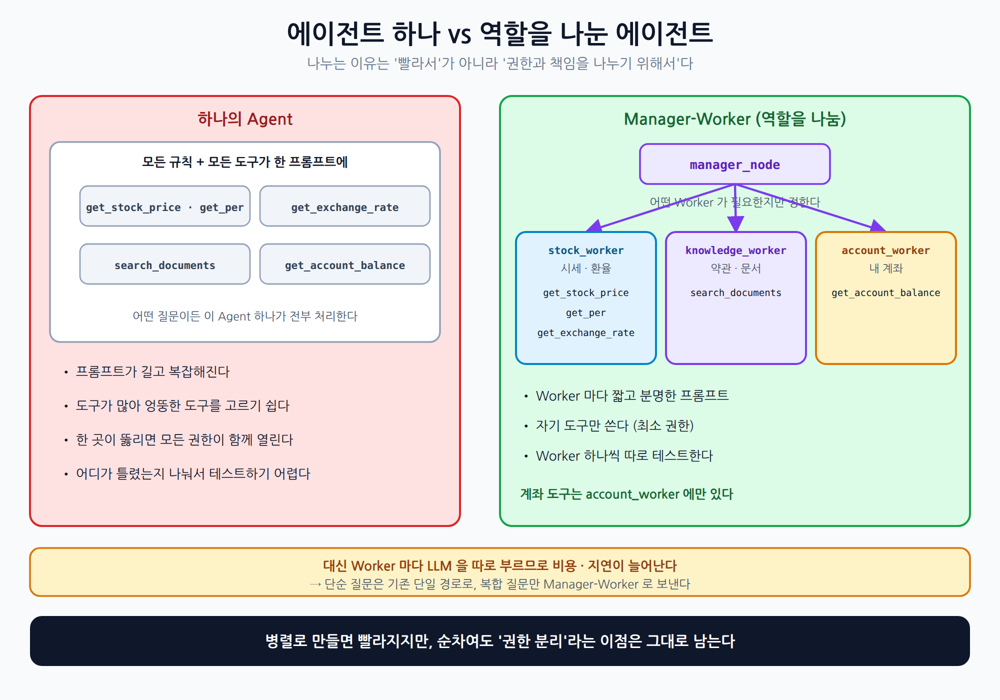 에이전트 하나 vs 역할을 나눈 에이전트
나누는 이유는 '빨라서'가 아니라 '권한과 책임을 나누기 위해서'다
하나의 Agent
모든 규칙 + 모든 도구가 한 프롬프트에
get_stock_price · get_per
get_exchange_rate
search_documents
get_account_balance
어떤 질문이든 이 Agent 하나가 전부 처리한다
• 프롬프트가 길고 복잡해진다
• 도구가 많아 엉뚱한 도구를 고르기 쉽다
• 한 곳이 뚫리면 모든 권한이 함께 열린다
• 어디가 틀렸는지 나눠서 테스트하기 어렵다
Manager-Worker (역할을 나눔)
manager_node
어떤 Worker 가 필요한지만 정한다
stock_worker
시세 · 환율
get_stock_price
get_per
get_exchange_rate
knowledge_worker
약관 · 문서
search_documents
account_worker
내 계좌
get_account_balance
• Worker 마다 짧고 분명한 프롬프트
• 자기 도구만 쓴다 (최소 권한)
• Worker 하나씩 따로 테스트한다
계좌 도구는 account_worker 에만 있다
대신 Worker 마다 LLM 을 따로 부르므로 비용 · 지연이 늘어난다
→ 단순 질문은 기존 단일 경로로, 복합 질문만 Manager-Worker 로 보낸다
병렬로 만들면 빨라지지만, 순차여도 '권한 분리'라는 이점은 그대로 남는다